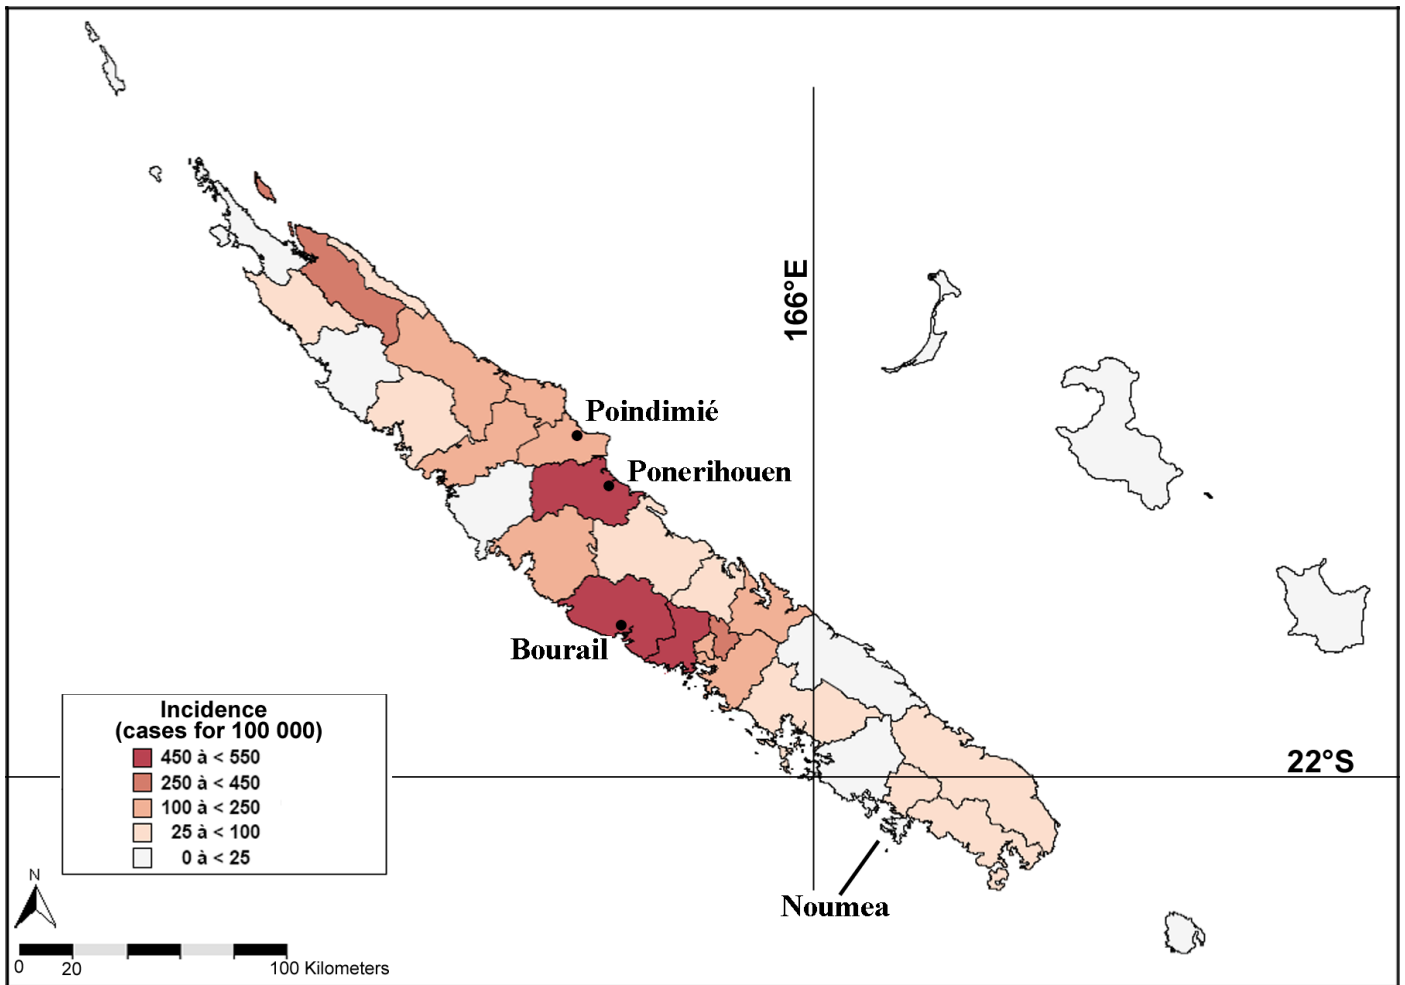 166°E
Poindimié
Ponerihouen
Bourail
22°S
Incidence
(cases for 100 000)
450 à < 550
250 à < 450
100 à < 250
25 à < 100
0 à < 25
Noumea
N
0 20 100 Kilometers